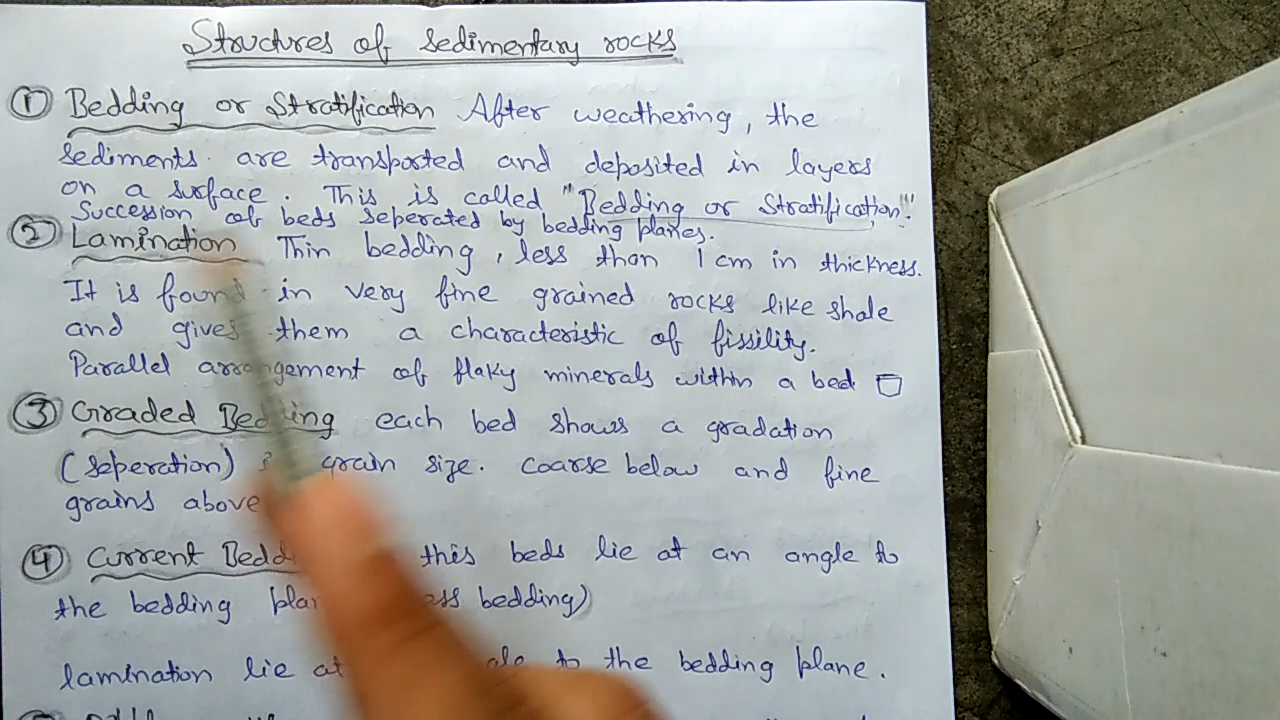 Structures of Sedimentary rocks
① Bedding or Stratification After weathering, the
sediments are transported and deposited in layers
on a surface. This is called "Bedding or Stratification".
Succession of beds seperated by bedding planes.
② Lamination Thin bedding, less than 1 cm in thickness.
It is found in very fine grained rocks like shale
and gives them a characteristic of fissility.
Parallel arrangement of flaky minerals within a bed
③ Graded Bedding each bed shows a gradation
(seperation) grain size. coarse below and fine
grains above
④ Current Bedd this beds lie at an angle to
the bedding bedding)
lamination lie at to the bedding plane.